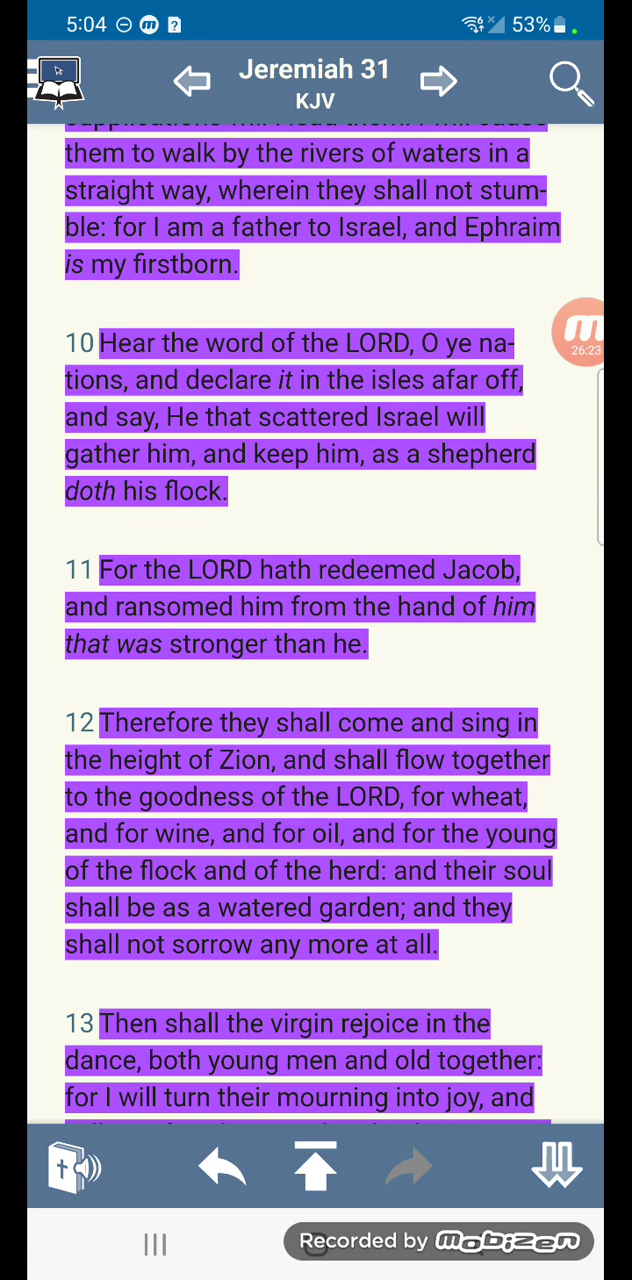 5:04
53%
Jeremiah 31
KJV
them to walk by the rivers of waters in a
straight way, wherein they shall not stum-
ble: for I am a father to Israel, and Ephraim
is my firstborn.
10 Hear the word of the LORD, O ye na-
tions, and declare it in the isles afar off,
and say, He that scattered Israel will
gather him, and keep him, as a shepherd
doth his flock.
26:23
11 For the LORD hath redeemed Jacob,
and ransomed him from the hand of him
that was stronger than he.
12 Therefore they shall come and sing in
the height of Zion, and shall flow together
to the goodness of the LORD, for wheat,
and for wine, and for oil, and for the young
of the flock and of the herd: and their soul
shall be as a watered garden; and they
shall not sorrow any more at all.
13 Then shall the virgin rejoice in the
dance, both young men and old together:
for I will turn their mourning into joy, and
Recorded by mobizen